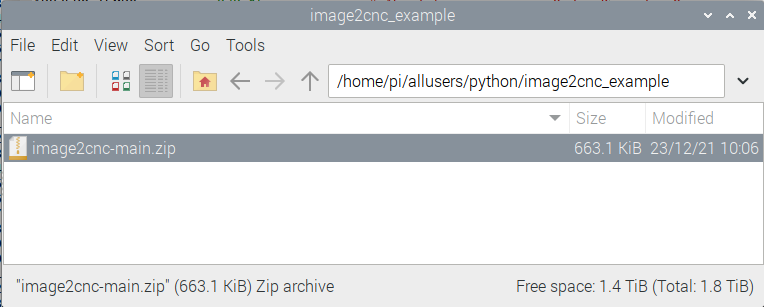 image2cnc_example
File Edit View Sort Go Tools
/home/pi/allusers/python/image2cnc_example
Name Size Modified
image2cnc-main.zip 663.1 KiB 23/12/21 10:06
"image2cnc-main.zip" (663.1 KiB) Zip archive Free space: 1.4 TiB (Total: 1.8 TiB)